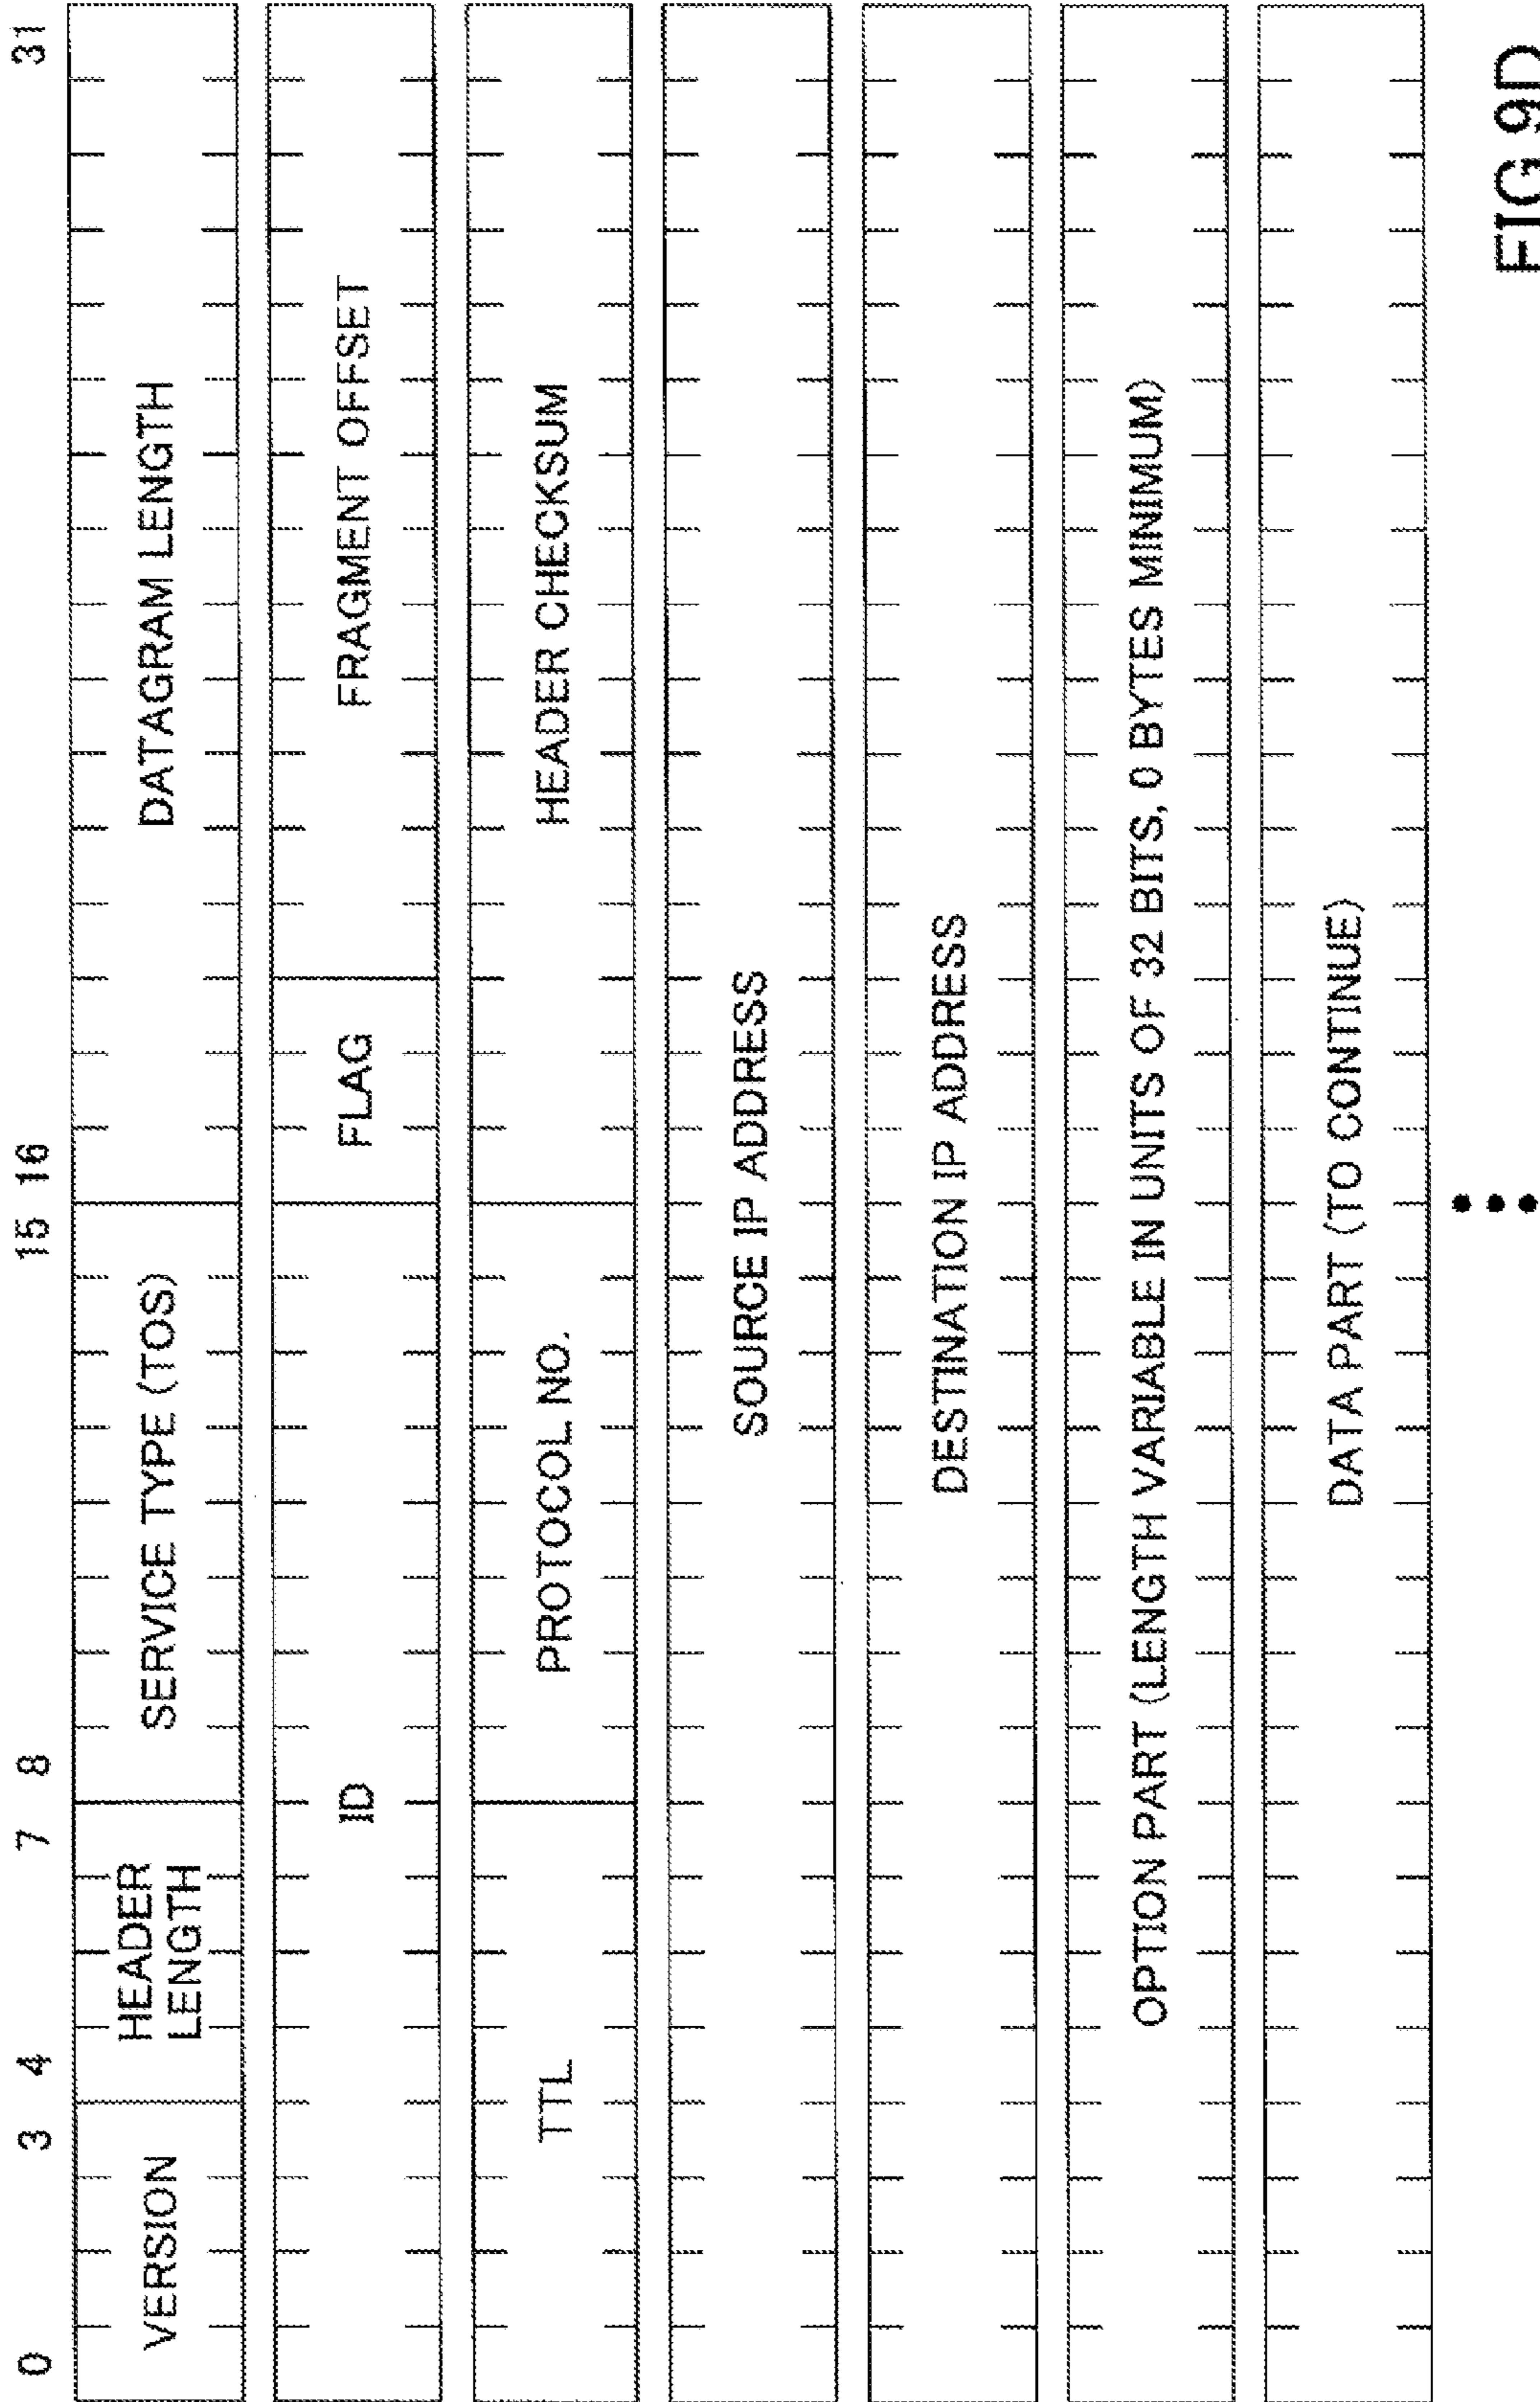 0 3 4 7 8 15 16 31
VERSION HEADER LENGTH SERVICE TYPE (TOS) DATAGRAM LENGTH
ID FLAG FRAGMENT OFFSET
TTL PROTOCOL NO. HEADER CHECKSUM
SOURCE IP ADDRESS
DESTINATION IP ADDRESS
OPTION PART (LENGTH VARIABLE IN UNITS OF 32 BITS, 0 BYTES MINIMUM)
DATA PART (TO CONTINUE)
FIG 9D